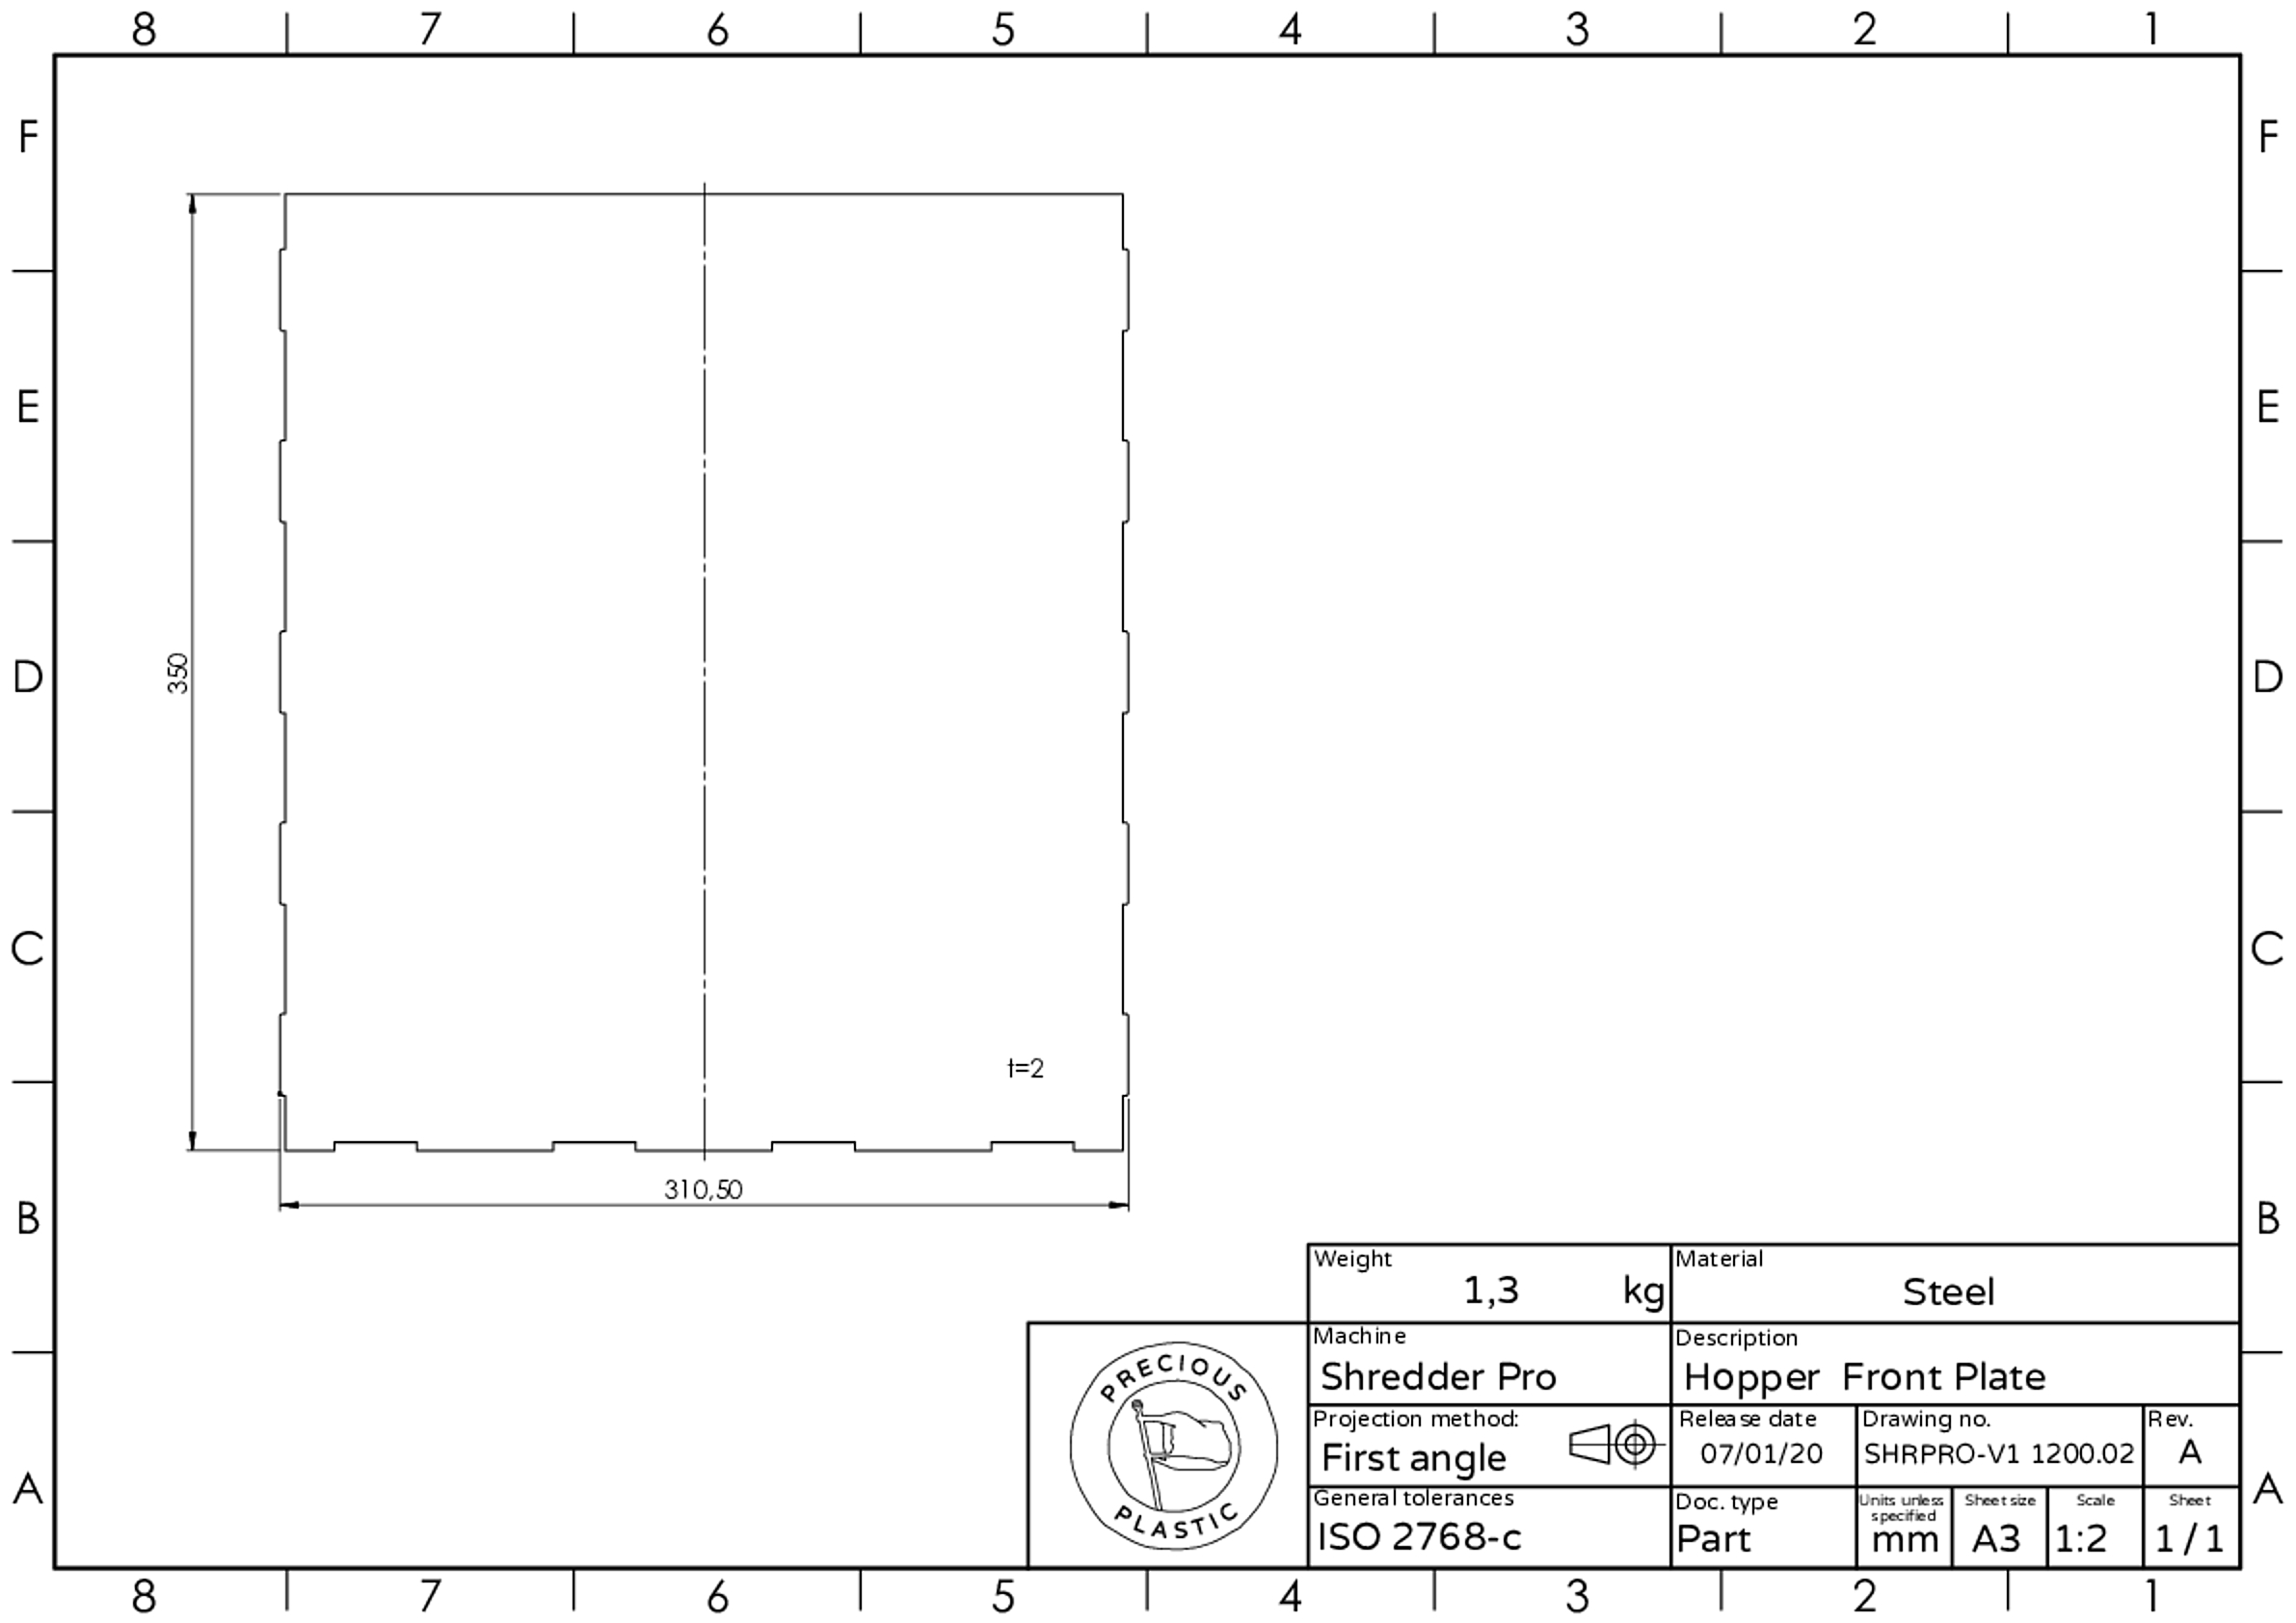 8 7 6 5 4 3 2 1
F F
E E
D D
C C
B B
A A
350
t=2
310,50
Weight
1,3 kg
Material
Steel
Machine
Shredder Pro
Description
Hopper Front Plate
Projection method:
First angle
Release date
07/01/20
Drawing no.
SHRPRO-V1 1200.02
Rev.
A
General tolerances
ISO 2768-c
Doc. type
Part
Units unless
specified
mm
Sheet size
A3
Scale
1:2
Sheet
1 / 1
PRECIOUS
PLASTIC
8 7 6 5 4 3 2 1